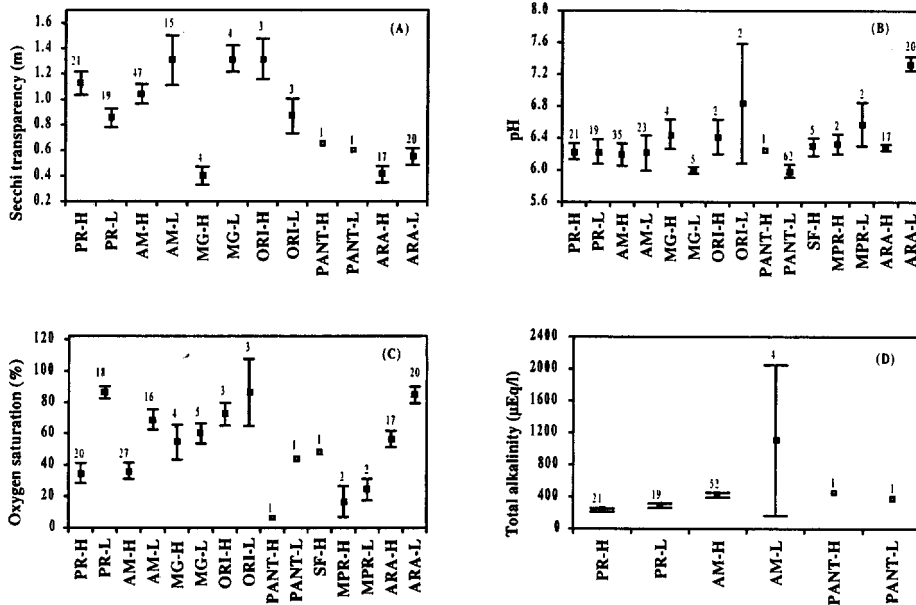 (A)
Secchi transparency (m)
1.6
1.4
1.2
1.0
0.8
0.6
0.4
0.2
21
19
47
15
4
4
3
3
1
1
17
20
PR-H
PR-L
AM-H
AM-L
MG-H
MG-L
ORI-H
ORI-L
PANT-H
PANT-L
ARA-H
ARA-L
(B)
pH
8.0
7.6
7.2
6.8
6.4
6.0
5.6
21
19
35
23
4
5
2
2
1
62
5
2
2
17
20
PR-H
PR-L
AM-H
AM-L
MG-H
MG-L
ORI-H
ORI-L
PANT-H
PANT-L
SF-H
MPR-H
MPR-L
ARA-H
ARA-L
(C)
Oxygen saturation (%)
120
100
80
60
40
20
0
20
18
27
16
4
5
3
3
1
1
1
2
2
17
20
PR-H
PR-L
AM-H
AM-L
MG-H
MG-L
ORI-H
ORI-L
PANT-H
PANT-L
SF-H
MPR-H
MPR-L
ARA-H
ARA-L
(D)
Total alkalinity (µEq/l)
2400
2000
1600
1200
800
400
0
21
19
52
4
1
1
PR-H
PR-L
AM-H
AM-L
PANT-H
PANT-L